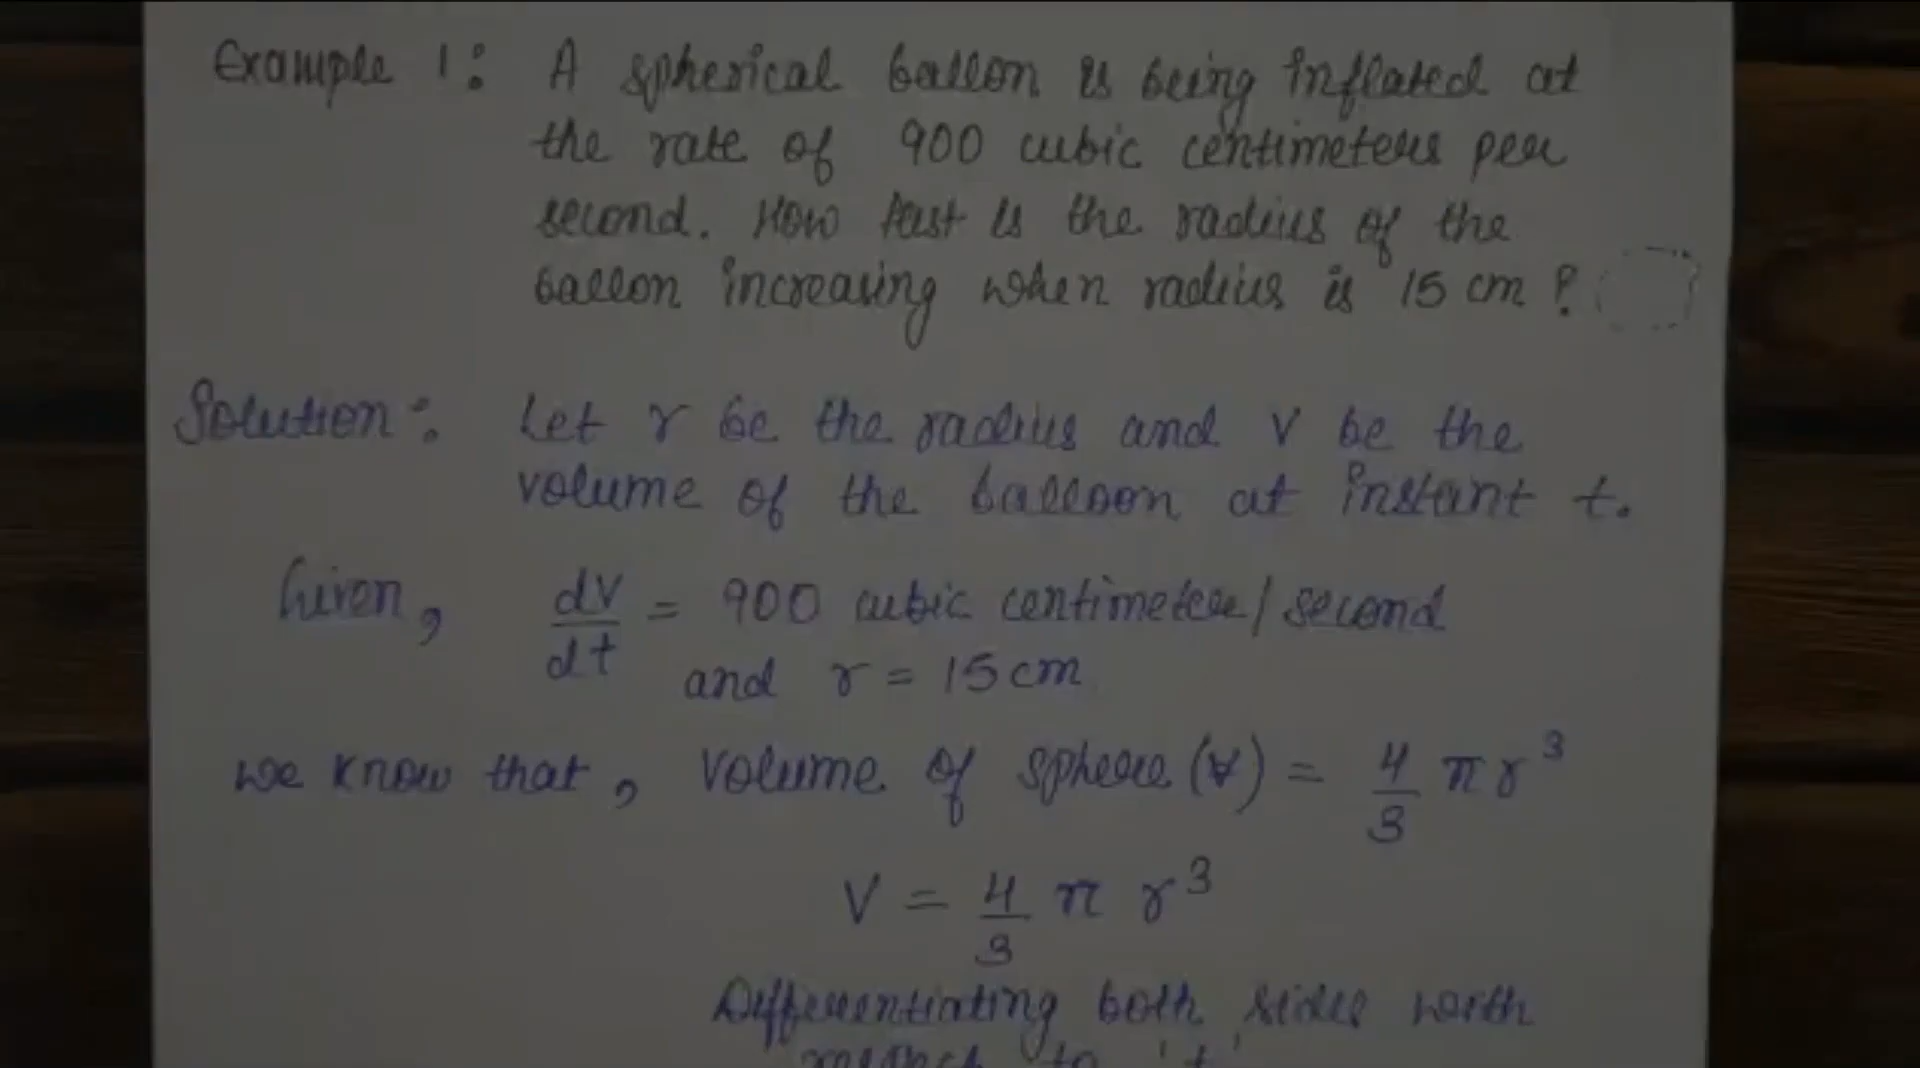 Example 1: A spherical ballon is being inflated at
the rate of 900 cubic centimeters per
second. How fast is the radius of the
ballon increasing when radius is 15 cm?
Solution: Let r be the radius and V be the
volume of the balloon at instant t.
Given, dV/dt = 900 cubic centimeter/second
and r = 15 cm
we know that, volume of sphere (V) = 4/3 π r³
V = 4/3 π r³
Differentiating both sides with
to 't'